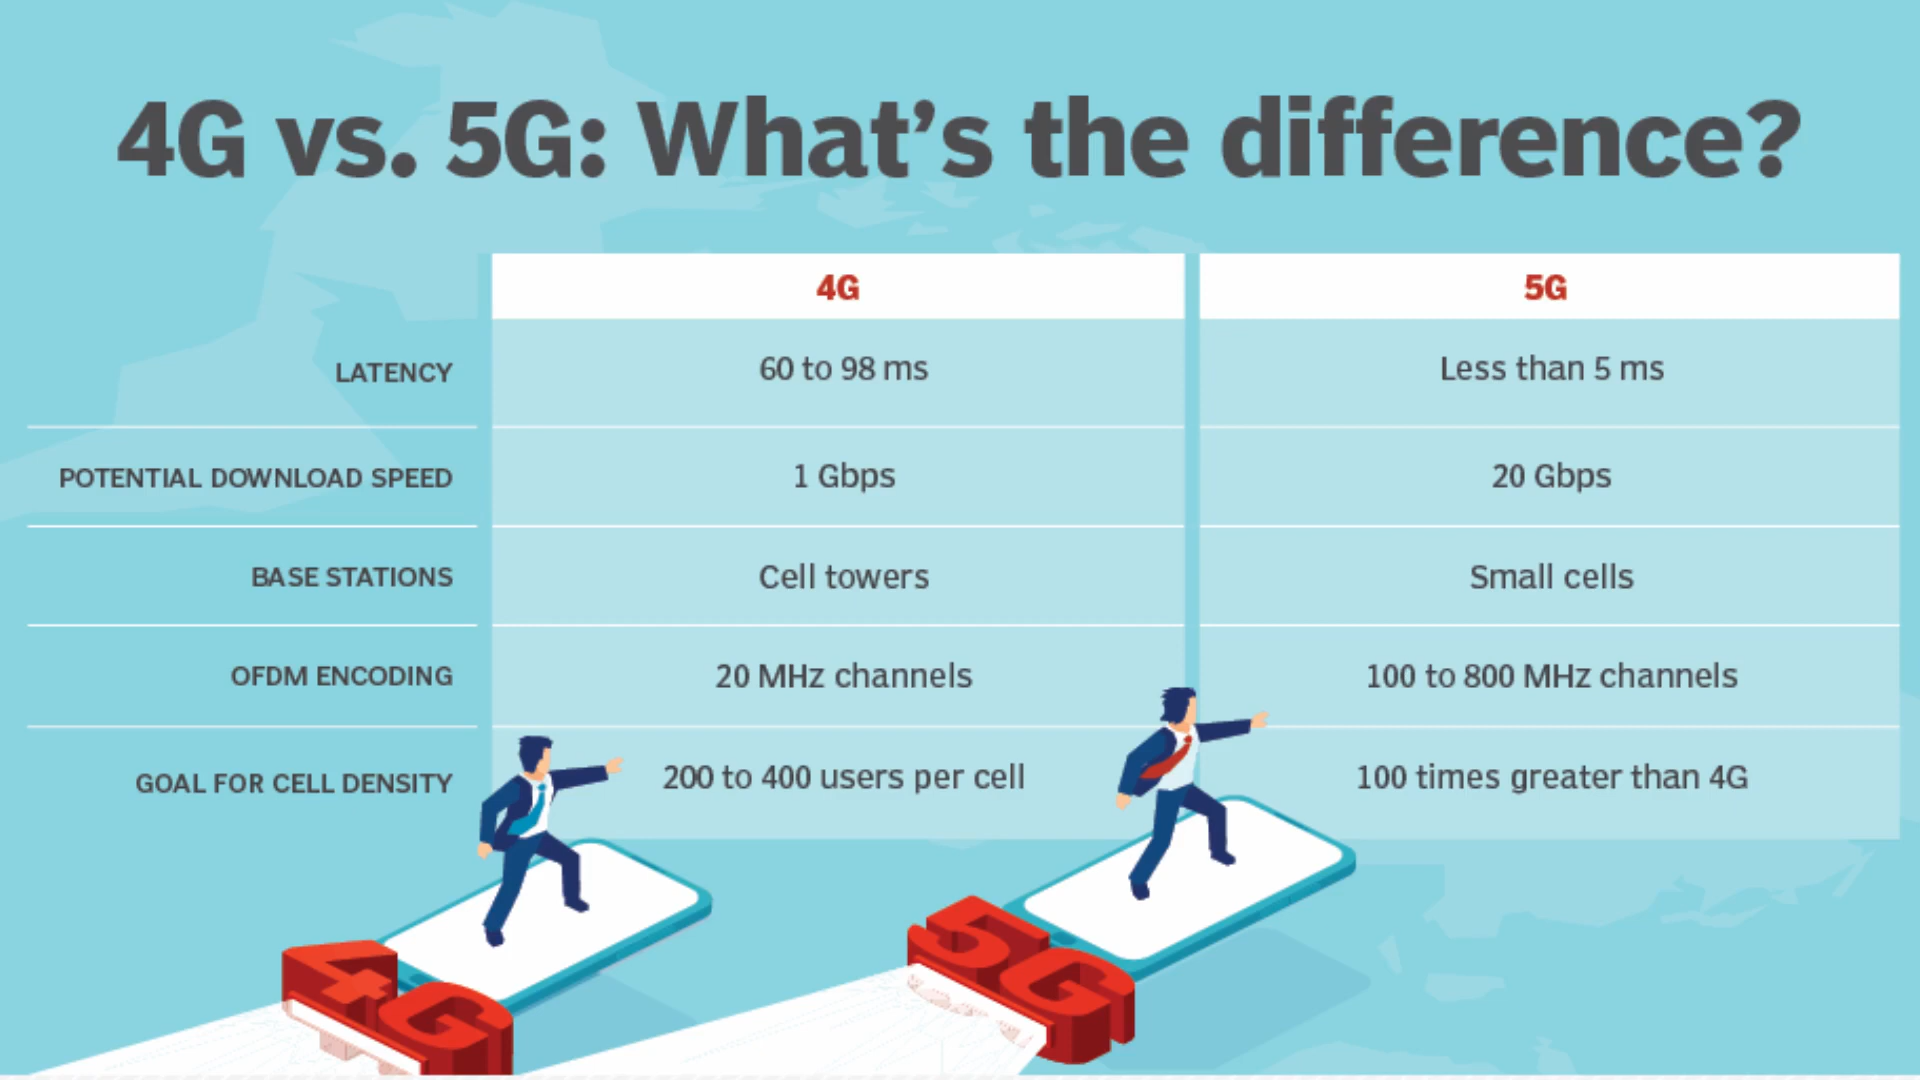 4G vs. 5G: What's the difference?
4G 5G
LATENCY 60 to 98 ms Less than 5 ms
POTENTIAL DOWNLOAD SPEED 1 Gbps 20 Gbps
BASE STATIONS Cell towers Small cells
OFDM ENCODING 20 MHz channels 100 to 800 MHz channels
GOAL FOR CELL DENSITY 200 to 400 users per cell 100 times greater than 4G
5G
4G